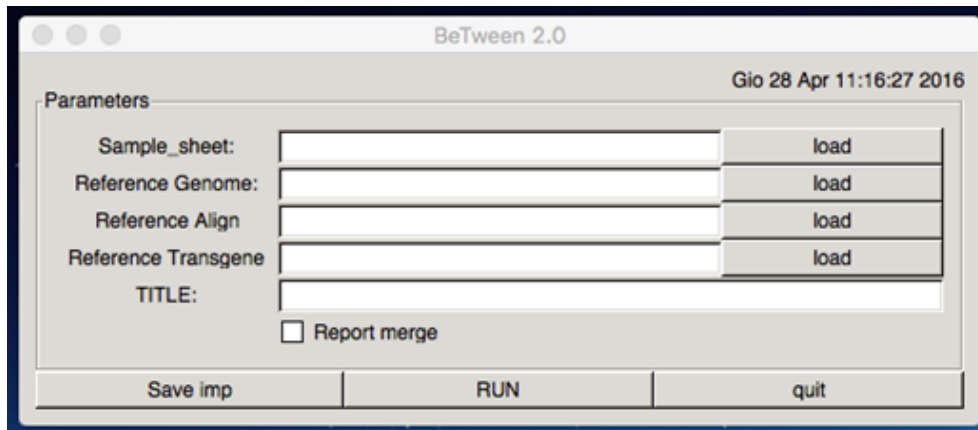 BeTween 2.0
Gio 28 Apr 11:16:27 2016
Parameters
Sample_sheet: load
Reference Genome: load
Reference Align load
Reference Transgene load
TITLE:
Report merge
Save imp RUN quit